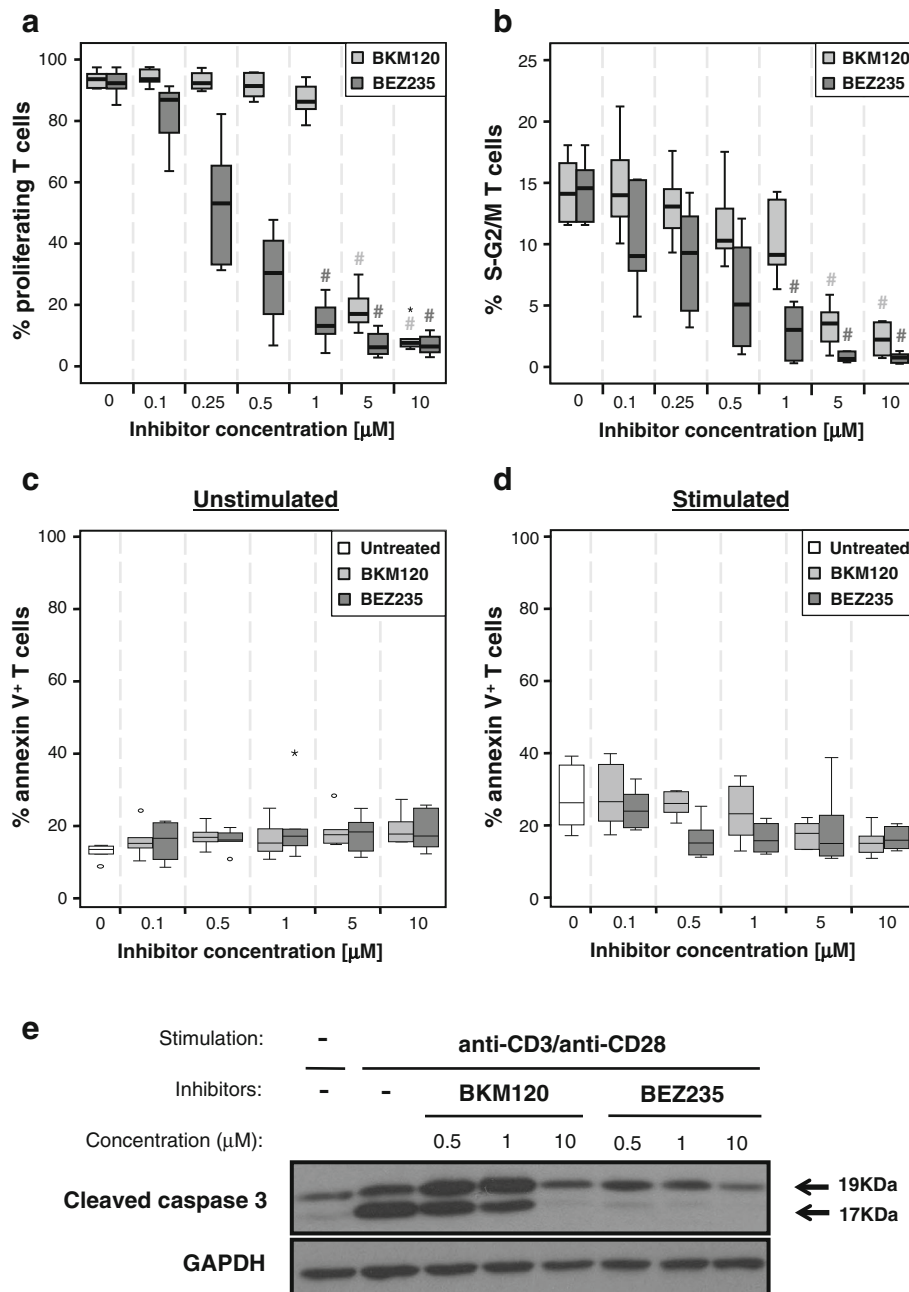 a
BKM120
BEZ235
% proliferating T cells
100
80
60
40
20
0
#
#
#
*
#
#
0 0.1 0.25 0.5 1 5 10
Inhibitor concentration [μM]
b
BKM120
BEZ235
% S-G2/M T cells
25
20
15
10
5
0
#
#
#
#
#
0 0.1 0.25 0.5 1 5 10
Inhibitor concentration [μM]
c
Unstimulated
Untreated
BKM120
BEZ235
% annexin V⁺ T cells
100
80
60
40
20
0
*
0 0.1 0.5 1 5 10
Inhibitor concentration [μM]
d
Stimulated
Untreated
BKM120
BEZ235
% annexin V⁺ T cells
100
80
60
40
20
0
0 0.1 0.5 1 5 10
Inhibitor concentration [μM]
e
Stimulation: - anti-CD3/anti-CD28
Inhibitors: - - BKM120 BEZ235
Concentration (μM): 0.5 1 10 0.5 1 10
Cleaved caspase 3
19KDa
17KDa
GAPDH